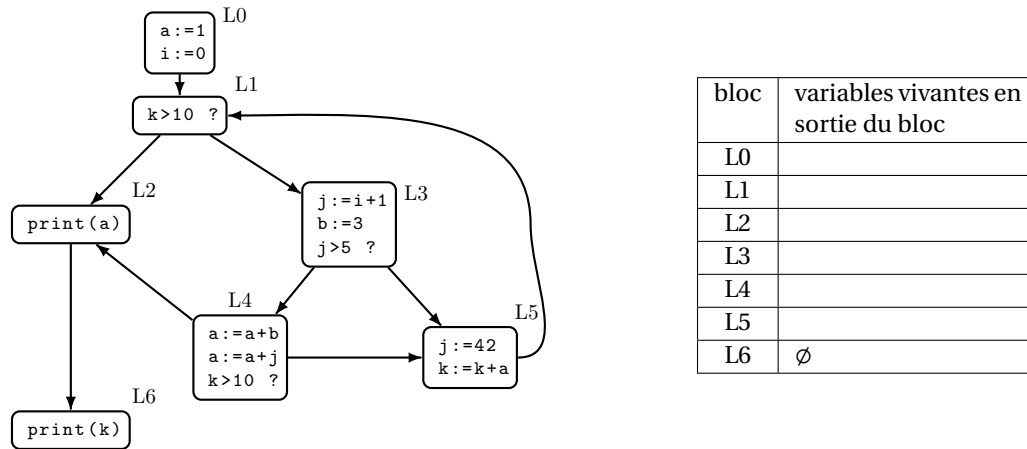 L0
a:=1
i:=0
L1
k>10 ?
L2
print(a)
L3
j:=i+1
b:=3
j>5 ?
L4
a:=a+b
a:=a+j
k>10 ?
L5
j:=42
k:=k+a
L6
print(k)
bloc variables vivantes en
sortie du bloc
L0
L1
L2
L3
L4
L5
L6 ∅